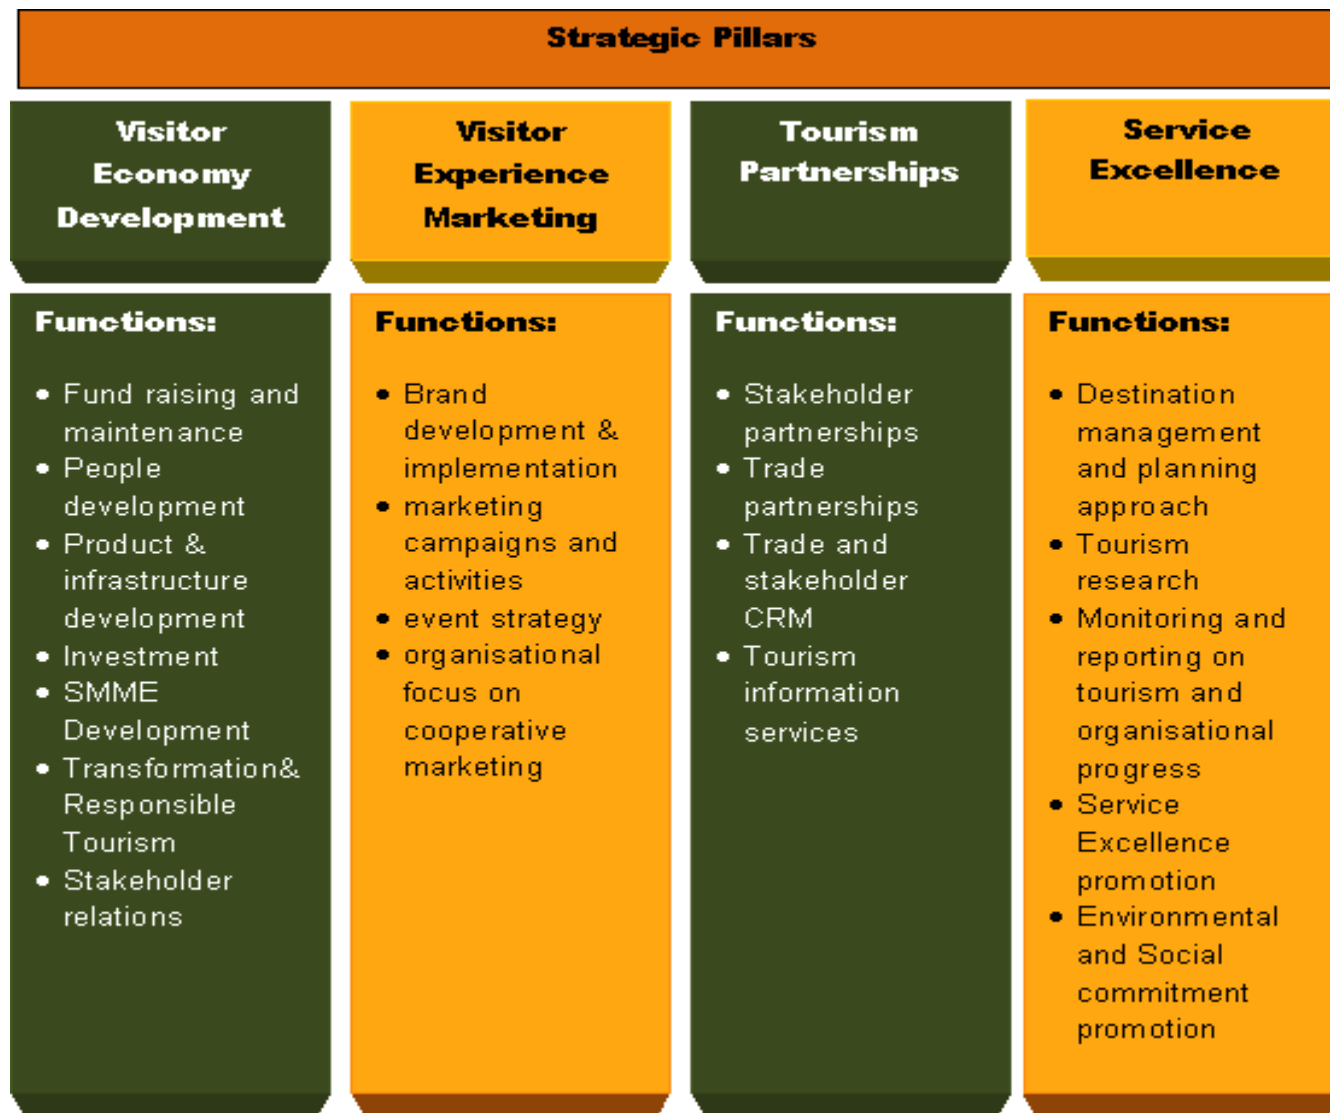 Strategic Pillars
Visitor
Economy
Development
Functions:
• Fund raising and
maintenance
• People
development
• Product &
infrastructure
development
• Investment
• SMME
Development
• Transformation&
Responsible
Tourism
• Stakeholder
relations
Visitor
Experience
Marketing
Functions:
• Brand
development &
implementation
• marketing
campaigns and
activities
• event strategy
• organisational
focus on
cooperative
marketing
Tourism
Partnerships
Functions:
• Stakeholder
partnerships
• Trade
partnerships
• Trade and
stakeholder
CRM
• Tourism
information
services
Service
Excellence
Functions:
• Destination
management
and planning
approach
• Tourism
research
• Monitoring and
reporting on
tourism and
organisational
progress
• Service
Excellence
promotion
• Environmental
and Social
commitment
promotion